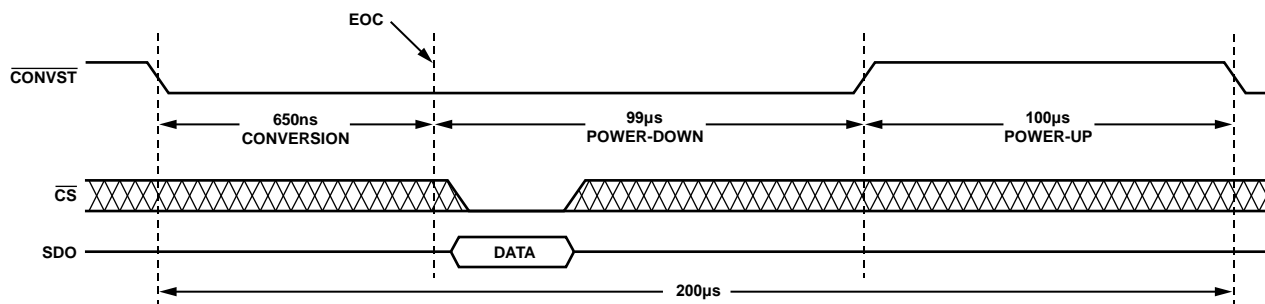 EOC
CONVST
650ns
CONVERSION
99µs
POWER-DOWN
100µs
POWER-UP
CS
SDO
DATA
200µs